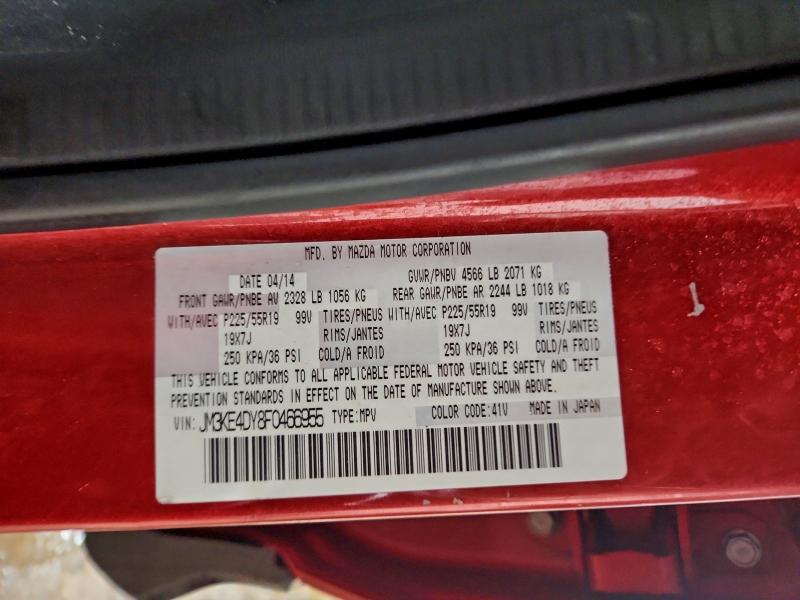 MFD. BY MAZDA MOTOR CORPORATION
DATE 04/14 GVWR/PNBV 4566 LB 2071 KG
FRONT GAWR/PNBE AV 2328 LB 1056 KG REAR GAWR/PNBE AR 2244 LB 1018 KG
WITH/AVEC P225/55R19 99V TIRES/PNEUS WITH/AVEC P225/55R19 99V TIRES/PNEUS
19X7J RIMS/JANTES 19X7J RIMS/JANTES
250 KPA/36 PSI COLD/A FROID 250 KPA/36 PSI COLD/A FROID
THIS VEHICLE CONFORMS TO ALL APPLICABLE FEDERAL MOTOR VEHICLE SAFETY AND THEFT
PREVENTION STANDARDS IN EFFECT ON THE DATE OF MANUFACTURE SHOWN ABOVE.
VIN: JM3KE4DY8F0466955 TYPE:MPV COLOR CODE:41V MADE IN JAPAN